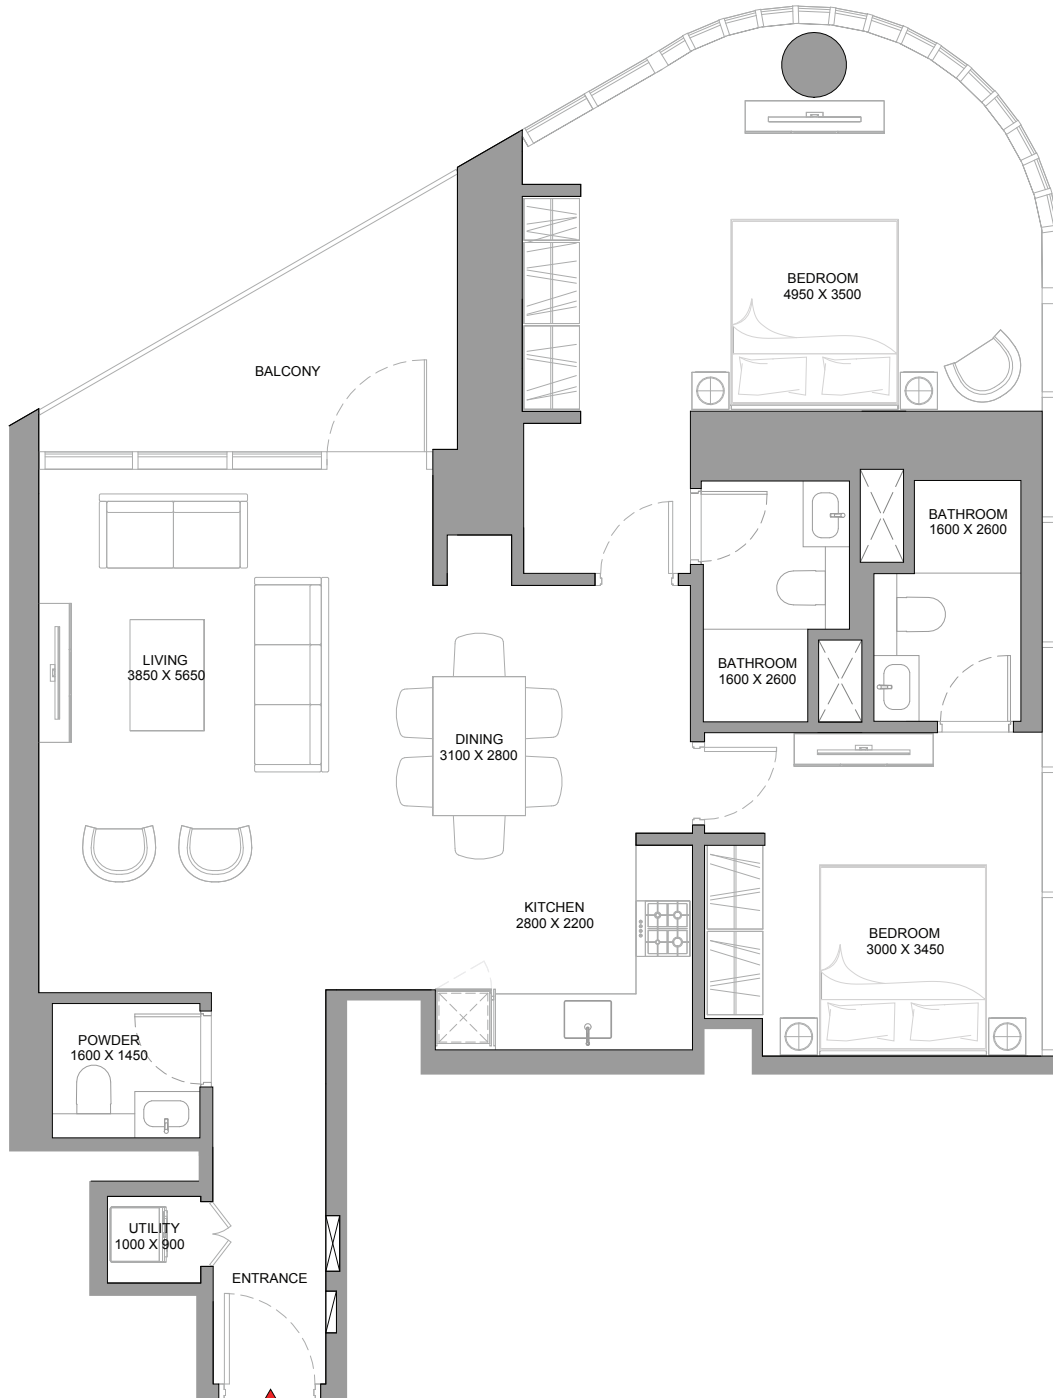 BEDROOM
4950 X 3500
BALCONY
BATHROOM
1600 X 2600
LIVING
3850 X 5650
BATHROOM
1600 X 2600
DINING
3100 X 2800
KITCHEN
2800 X 2200
BEDROOM
3000 X 3450
POWDER
1600 X 1450
UTILITY
1000 X 900
ENTRANCE